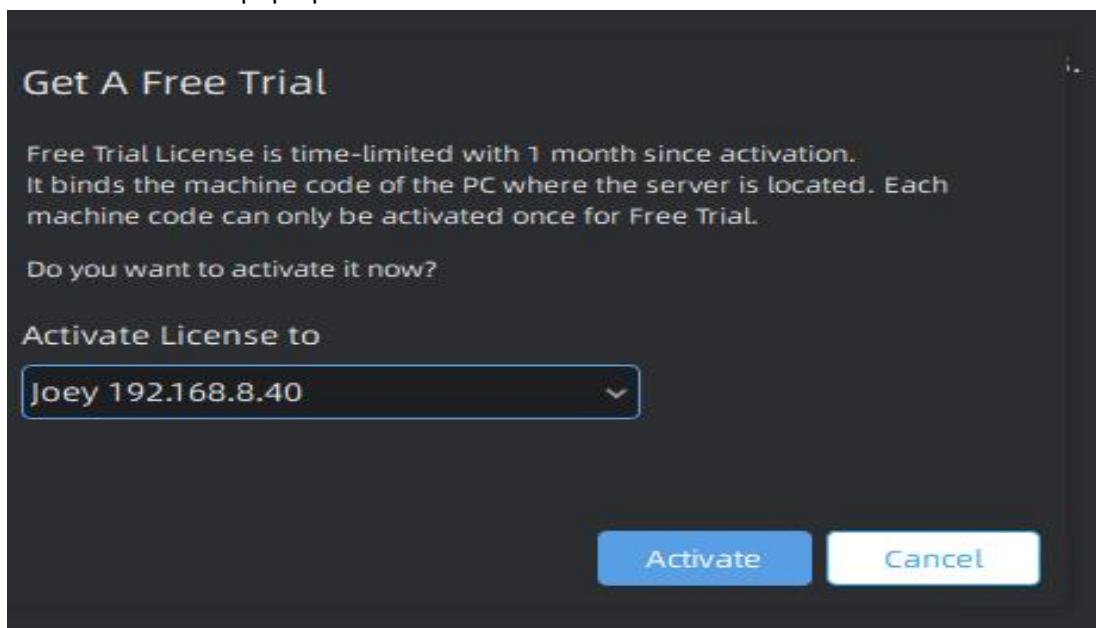 Get A Free Trial
Free Trial License is time-limited with 1 month since activation.
It binds the machine code of the PC where the server is located. Each
machine code can only be activated once for Free Trial.
Do you want to activate it now?
Activate License to
Joey 192.168.8.40
Activate
Cancel